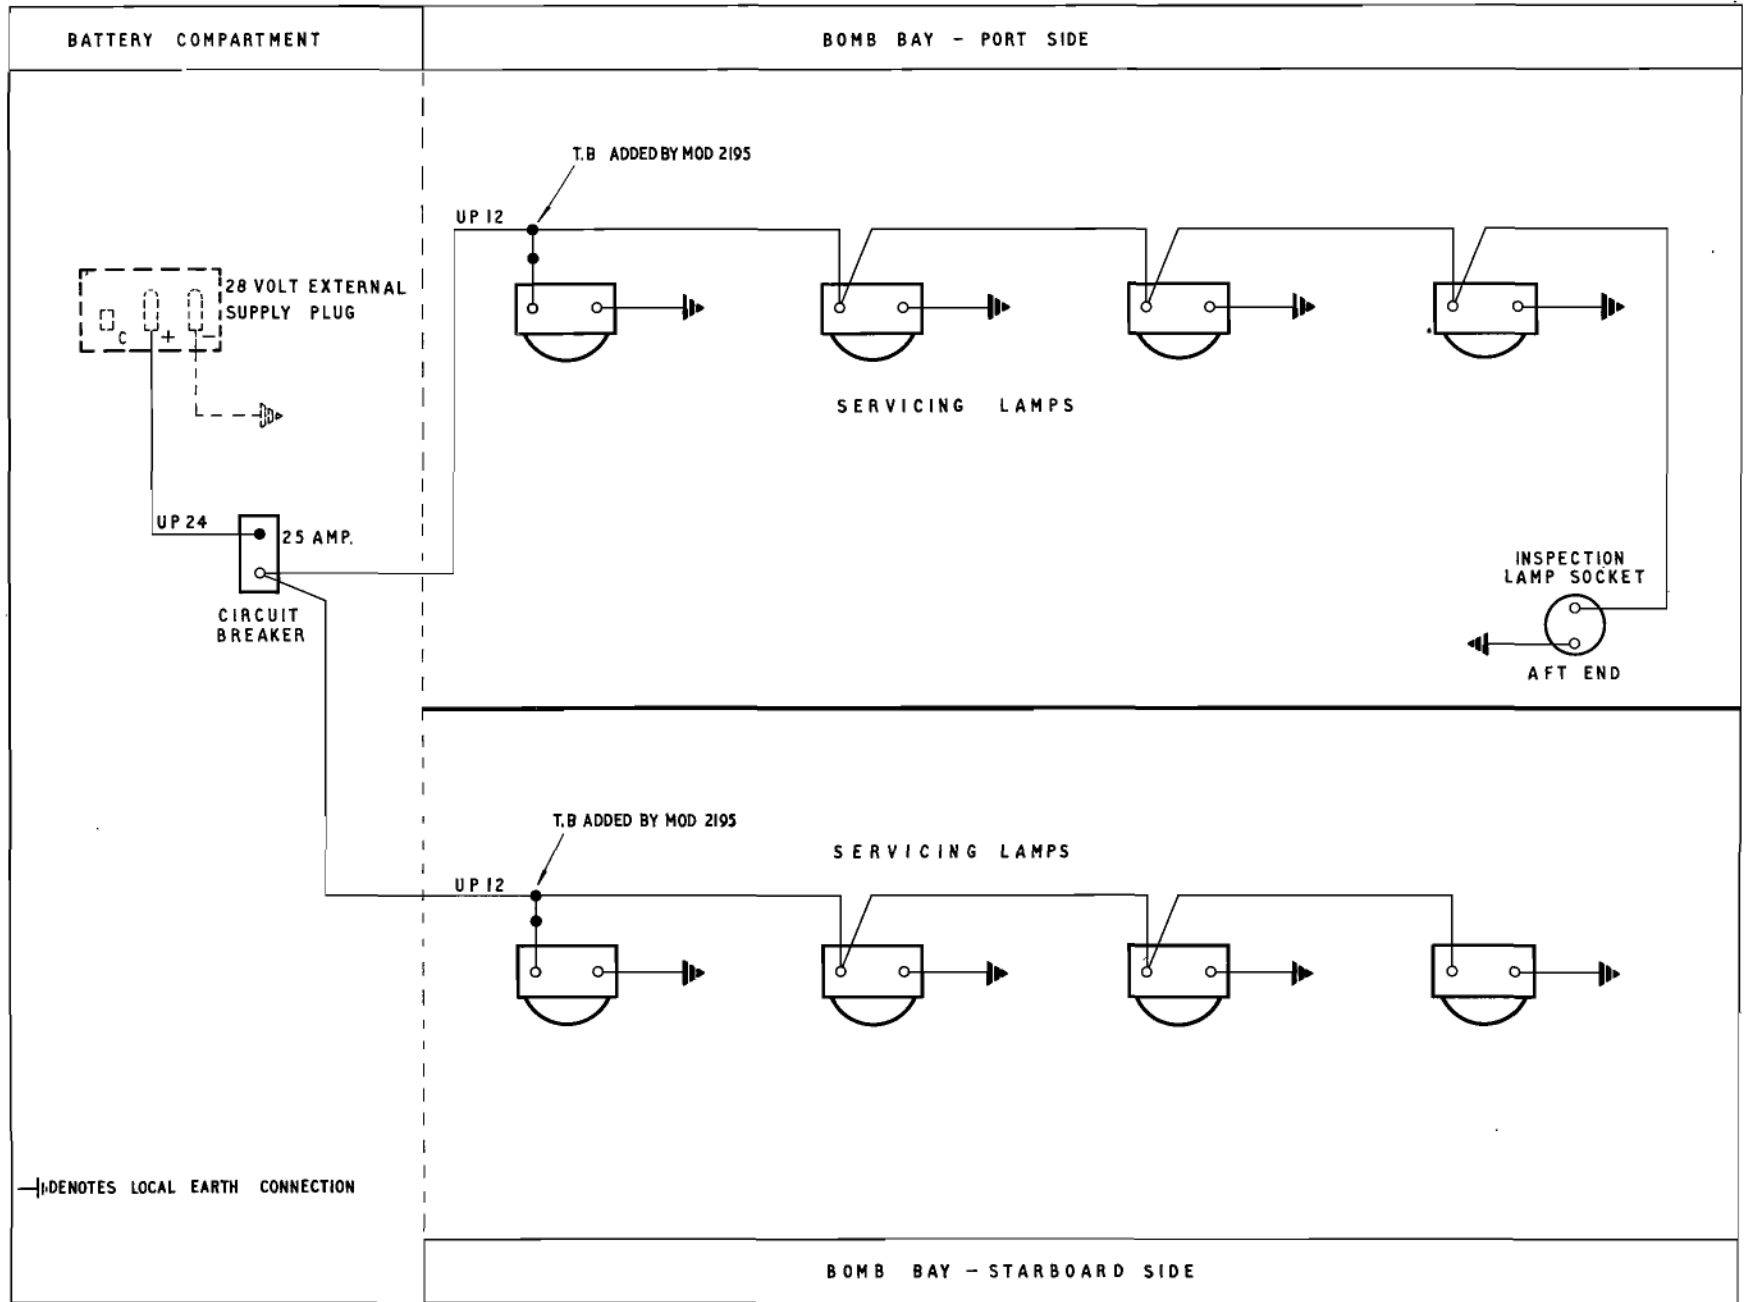 BATTERY COMPARTMENT
BOMB BAY - PORT SIDE
T.B ADDED BY MOD 2195
UP 12
28 VOLT EXTERNAL
SUPPLY PLUG
C + -
SERVICING LAMPS
UP 24
25 AMP.
CIRCUIT
BREAKER
INSPECTION
LAMP SOCKET
AFT END
T.B ADDED BY MOD 2195
SERVICING LAMPS
UP 12
DENOTES LOCAL EARTH CONNECTION
BOMB BAY - STARBOARD SIDE